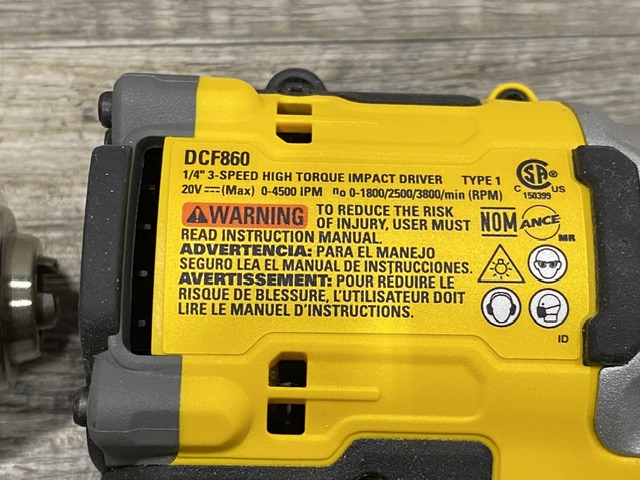 DCF860
1/4" 3-SPEED HIGH TORQUE IMPACT DRIVER TYPE 1
20V ⎓ (Max) 0-4500 IPM n0 0-1800/2500/3800/min (RPM)
C SA US
150399
WARNING TO REDUCE THE RISK
OF INJURY, USER MUST
READ INSTRUCTION MANUAL.
NOM ANCE
MR
ADVERTENCIA: PARA EL MANEJO
SEGURO LEA EL MANUAL DE INSTRUCCIONES.
AVERTISSEMENT: POUR RÉDUIRE LE
RISQUE DE BLESSURE, L'UTILISATEUR DOIT
LIRE LE MANUEL D'INSTRUCTIONS.
ID